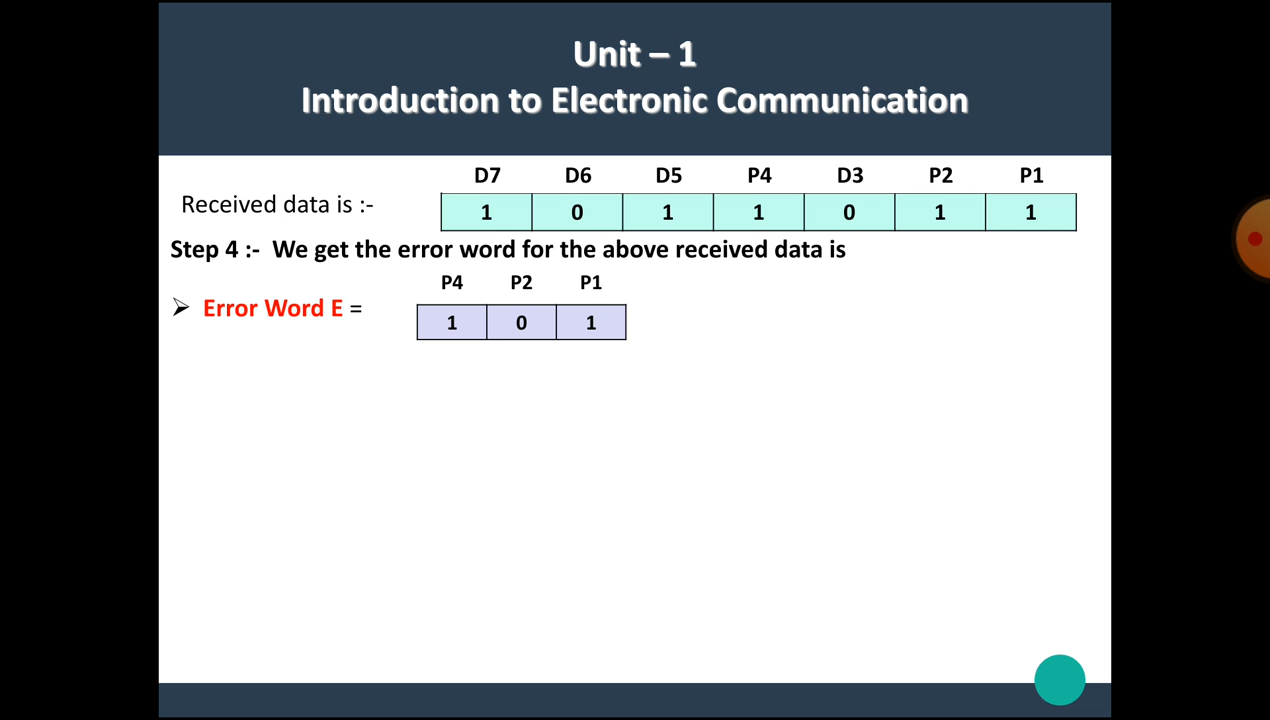 Unit – 1
Introduction to Electronic Communication
D7 D6 D5 P4 D3 P2 P1
Received data is :- 1 0 1 1 0 1 1
Step 4 :- We get the error word for the above received data is
P4 P2 P1
➢ Error Word E = 1 0 1